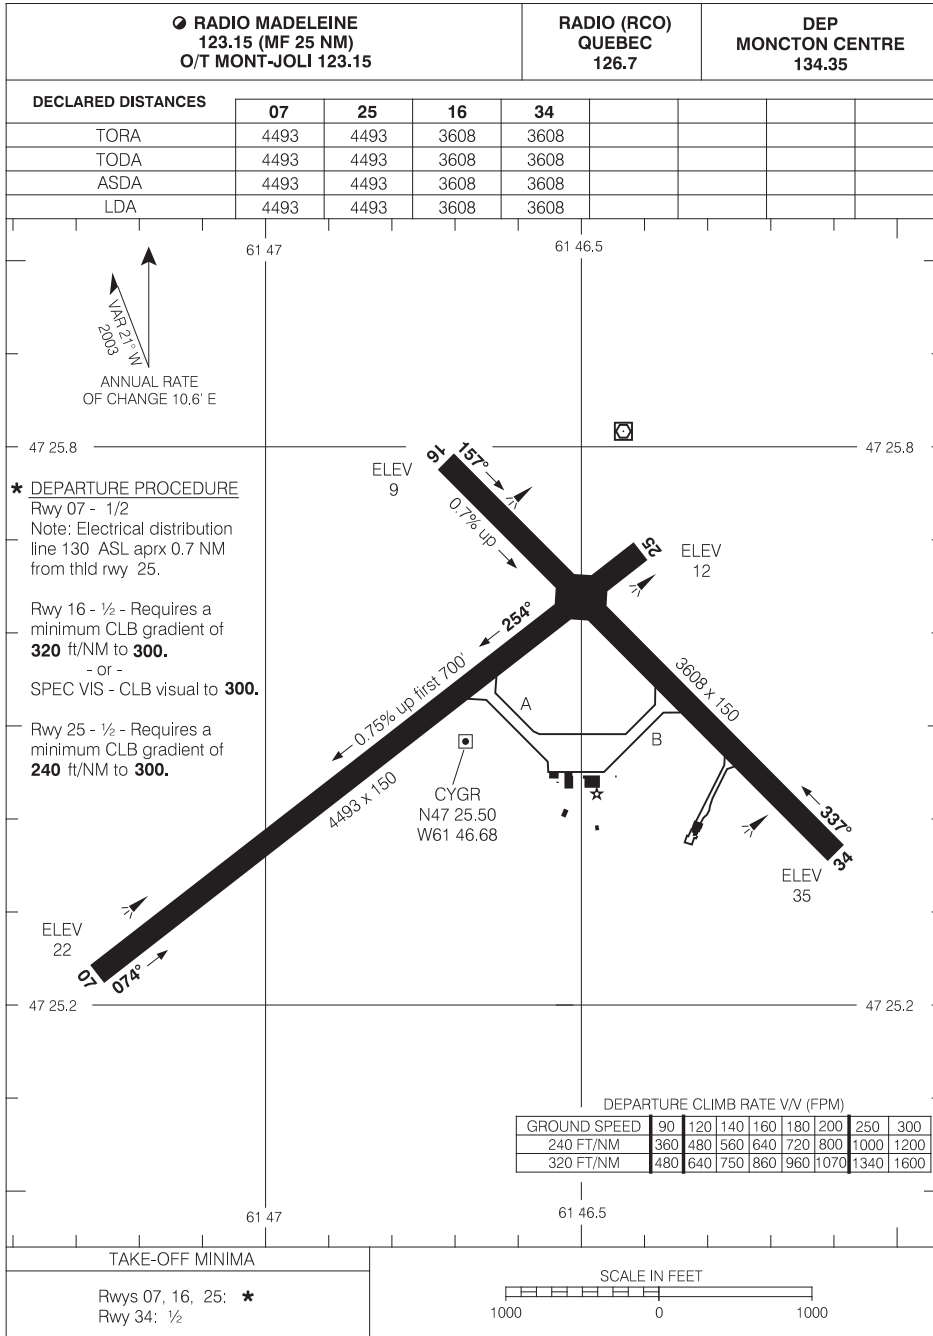 RADIO MADELEINE
123.15 (MF 25 NM)
O/T MONT-JOLI 123.15
RADIO (RCO)
QUEBEC
126.7
DEP
MONCTON CENTRE
134.35
DECLARED DISTANCES 07 25 16 34
TORA 4493 4493 3608 3608
TODA 4493 4493 3608 3608
ASDA 4493 4493 3608 3608
LDA 4493 4493 3608 3608
61 47
61 46.5
VAR 21° W
2003
ANNUAL RATE
OF CHANGE 10.6' E
47 25.8
47 25.8
* DEPARTURE PROCEDURE
Rwy 07 - 1/2
Note: Electrical distribution
line 130 ASL aprx 0.7 NM
from thld rwy 25.
Rwy 16 - ½ - Requires a
minimum CLB gradient of
320 ft/NM to 300.
- or -
SPEC VIS - CLB visual to 300.
Rwy 25 - ½ - Requires a
minimum CLB gradient of
240 ft/NM to 300.
ELEV
9
16
157°
0.7% up
25
ELEV
12
254°
0.75% up first 700'
4493 x 150
3608 x 150
A
B
CYGR
N47 25.50
W61 46.68
337°
34
ELEV
35
ELEV
22
07
074°
47 25.2
47 25.2
DEPARTURE CLIMB RATE V/V (FPM)
GROUND SPEED 90 120 140 160 180 200 250 300
240 FT/NM 360 480 560 640 720 800 1000 1200
320 FT/NM 480 640 750 860 960 1070 1340 1600
61 47
61 46.5
TAKE-OFF MINIMA
Rwys 07, 16, 25: *
Rwy 34: ½
SCALE IN FEET
1000 0 1000